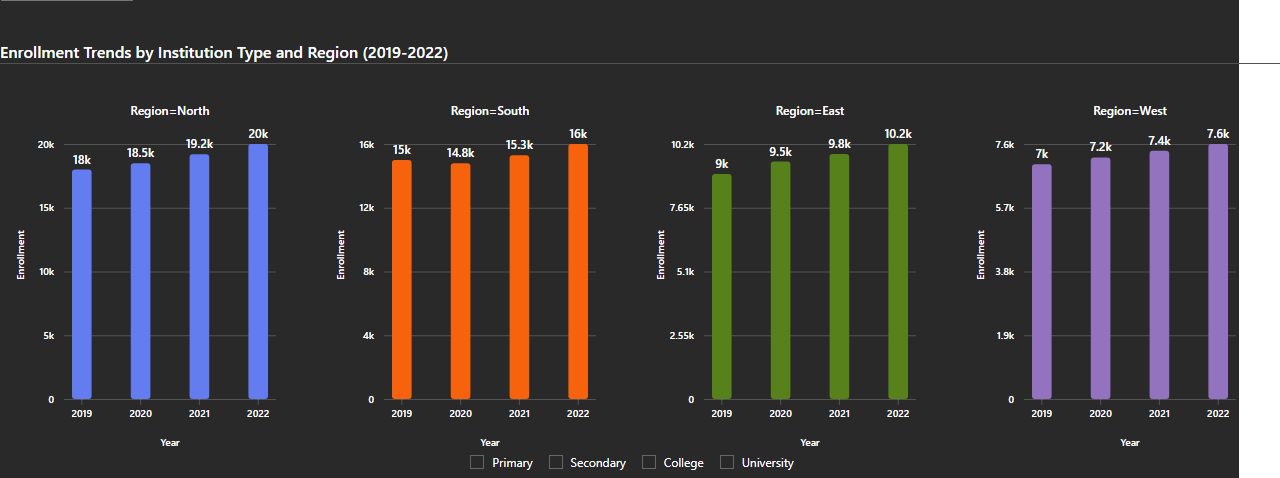 Enrollment Trends by Institution Type and Region (2019-2022)
Region=North
20k
15k
10k
5k
0
Enrollment
18k
18.5k
19.2k
20k
2019
2020
2021
2022
Year
Region=South
16k
12k
8k
4k
0
Enrollment
15k
14.8k
15.3k
16k
2019
2020
2021
2022
Year
Region=East
10.2k
7.65k
5.1k
2.55k
0
Enrollment
9k
9.5k
9.8k
10.2k
2019
2020
2021
2022
Year
Region=West
7.6k
5.7k
3.8k
1.9k
0
Enrollment
7k
7.2k
7.4k
7.6k
2019
2020
2021
2022
Year
Primary
Secondary
College
University